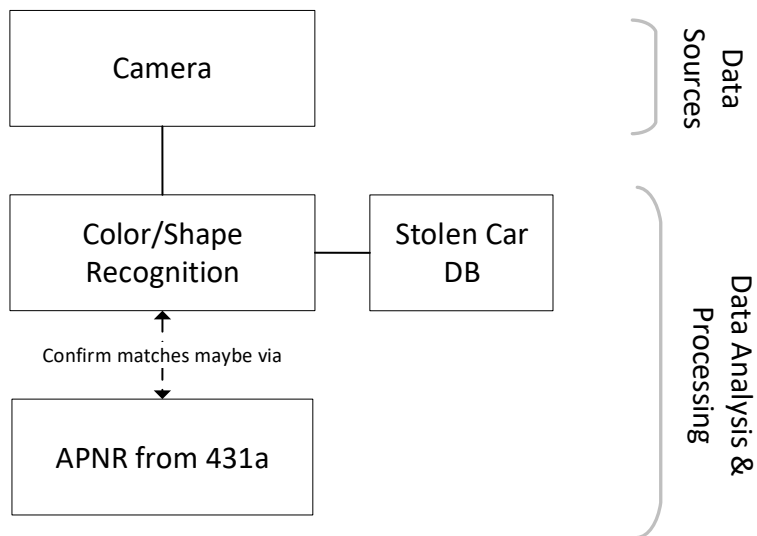 Camera
Data
Sources
Color/Shape
Recognition
Stolen Car
DB
Confirm matches maybe via
APNR from 431a
Data Analysis &
Processing